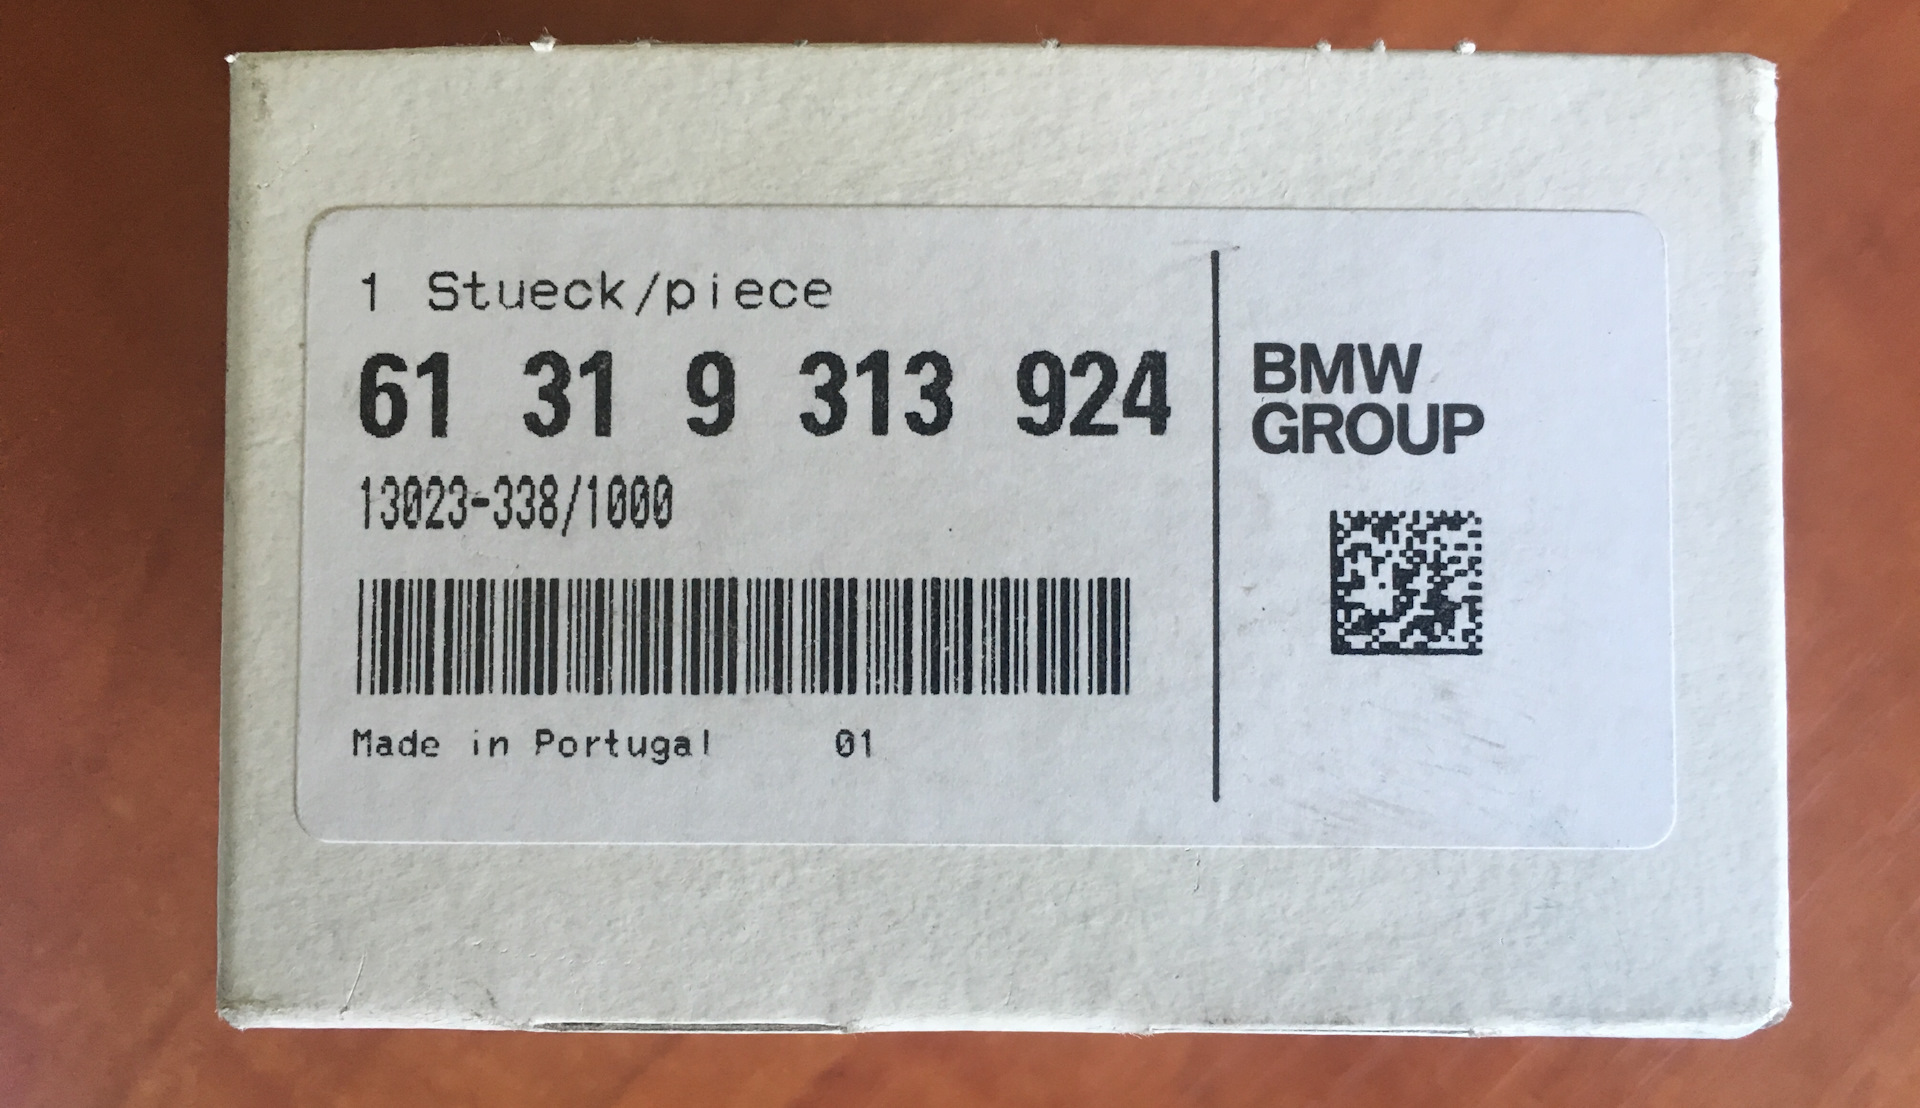 1 Stueck/piece
61 31 9 313 924
13023-338/1000
Made in Portugal 01
BMW
GROUP